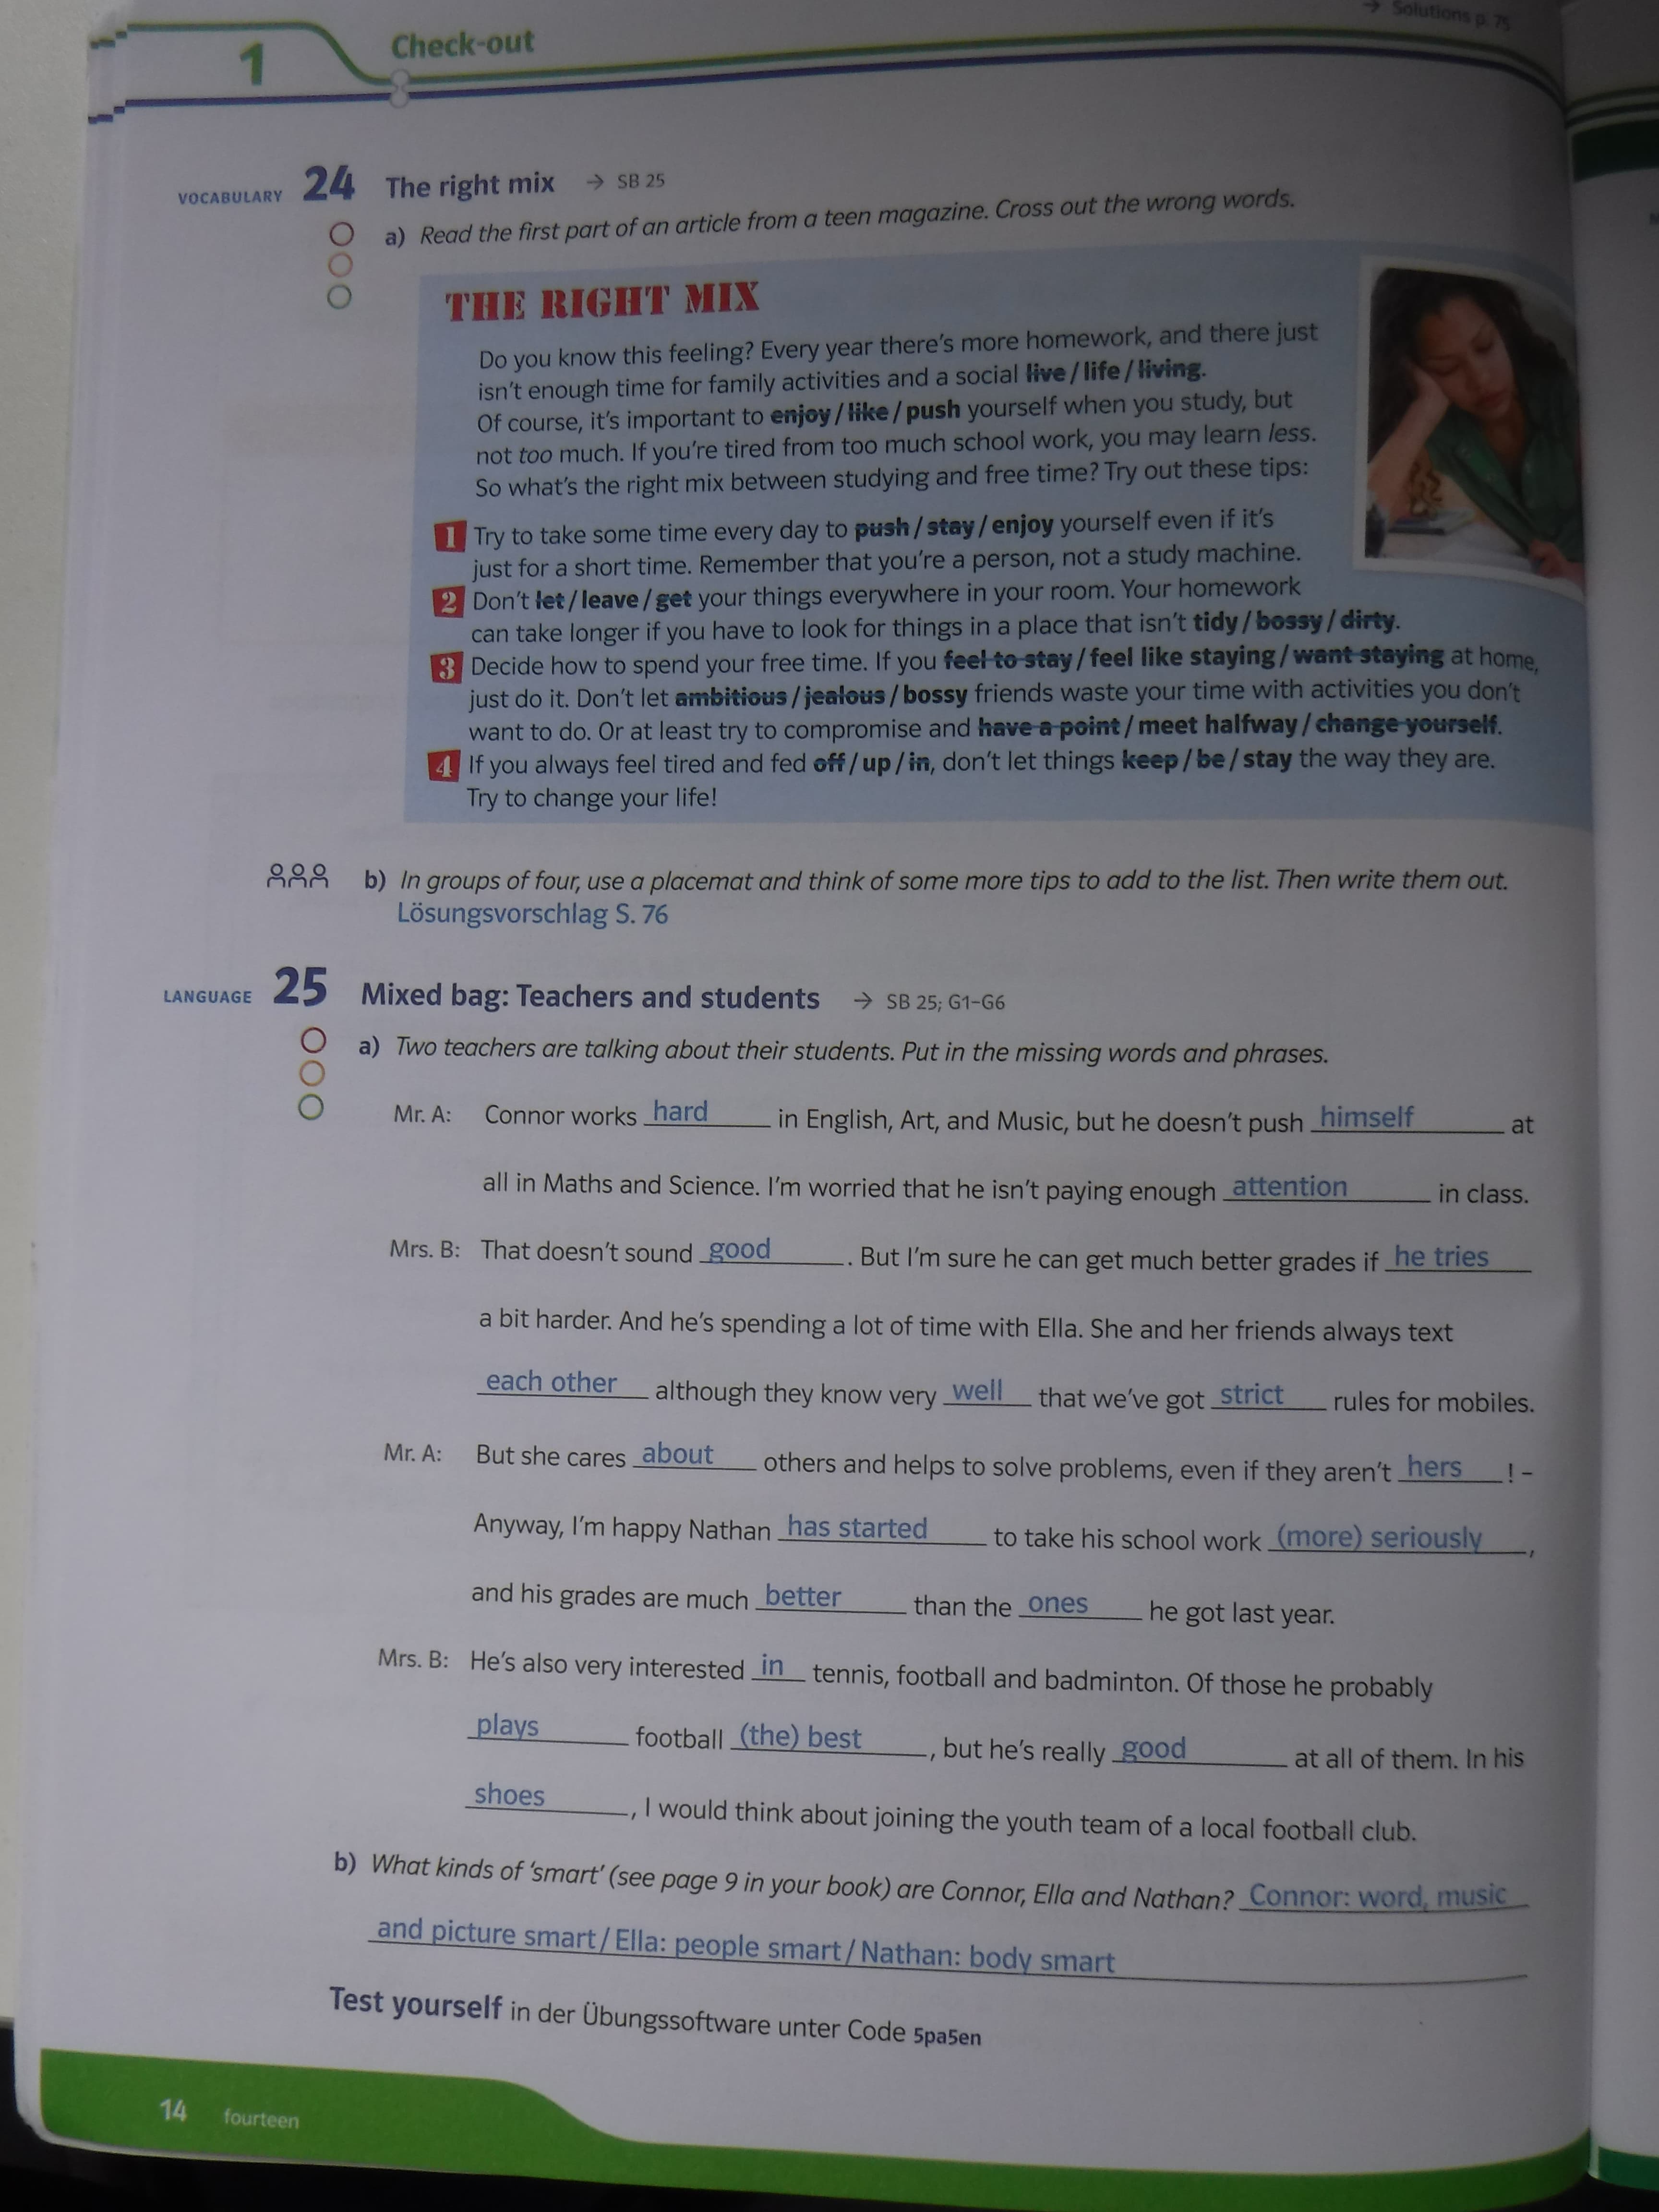 → Solutions p. 75
1 Check-out
VOCABULARY 24 The right mix → SB 25
a) Read the first part of an article from a teen magazine. Cross out the wrong words.
THE RIGHT MIX
Do you know this feeling? Every year there's more homework, and there just
isn't enough time for family activities and a social live / life / living.
Of course, it's important to enjoy / like / push yourself when you study, but
not too much. If you're tired from too much school work, you may learn less.
So what's the right mix between studying and free time? Try out these tips:
1 Try to take some time every day to push / stay / enjoy yourself even if it's
just for a short time. Remember that you're a person, not a study machine.
2 Don't let / leave / get your things everywhere in your room. Your homework
can take longer if you have to look for things in a place that isn't tidy / bossy / dirty.
3 Decide how to spend your free time. If you feel to stay / feel like staying / want staying at home,
just do it. Don't let ambitious / jealous / bossy friends waste your time with activities you don't
want to do. Or at least try to compromise and have a point / meet halfway / change yourself.
4 If you always feel tired and fed off / up / in, don't let things keep / be / stay the way they are.
Try to change your life!
b) In groups of four, use a placemat and think of some more tips to add to the list. Then write them out.
Lösungsvorschlag S. 76
LANGUAGE 25 Mixed bag: Teachers and students → SB 25; G1–G6
a) Two teachers are talking about their students. Put in the missing words and phrases.
Mr. A: Connor works hard in English, Art, and Music, but he doesn't push himself at
all in Maths and Science. I'm worried that he isn't paying enough attention in class.
Mrs. B: That doesn't sound good. But I'm sure he can get much better grades if he tries
a bit harder. And he's spending a lot of time with Ella. She and her friends always text
each other although they know very well that we've got strict rules for mobiles.
Mr. A: But she cares about others and helps to solve problems, even if they aren't hers! –
Anyway, I'm happy Nathan has started to take his school work (more) seriously,
and his grades are much better than the ones he got last year.
Mrs. B: He's also very interested in tennis, football and badminton. Of those he probably
plays football (the) best, but he's really good at all of them. In his
shoes, I would think about joining the youth team of a local football club.
b) What kinds of 'smart' (see page 9 in your book) are Connor, Ella and Nathan? Connor: word, music
and picture smart / Ella: people smart / Nathan: body smart
Test yourself in der Übungssoftware unter Code 5pa5en
14 fourteen